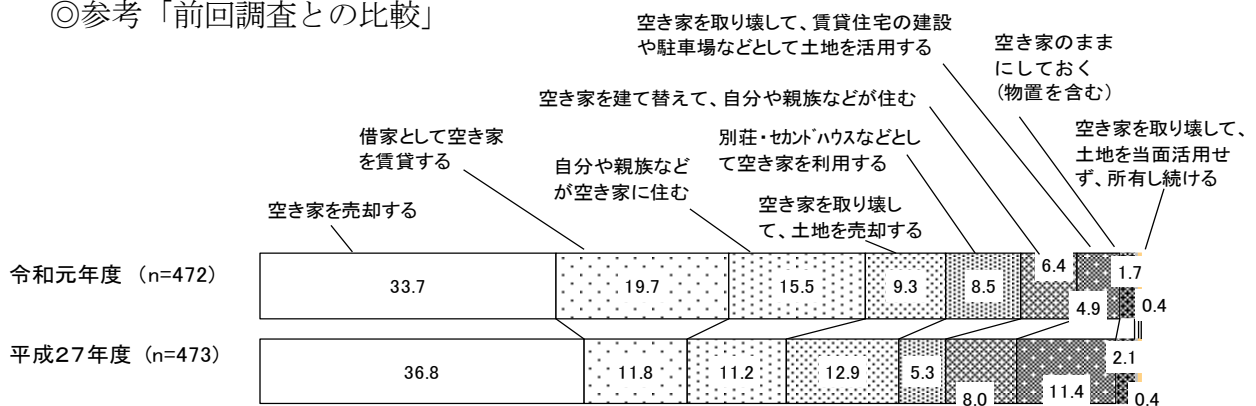 ◎参考「前回調査との比較」
空き家を取り壊して、賃貸住宅の建設
や駐車場などとして土地を活用する
空き家のまま
にしておく
(物置を含む)
空き家を建て替えて、自分や親族などが住む
空き家を取り壊して、
土地を当面活用せ
ず、所有し続ける
借家として空き家
を賃貸する
別荘・セカンドハウスなどとし
て空き家を利用する
自分や親族など
が空き家に住む
空き家を取り壊し
て、土地を売却する
空き家を売却する
令和元年度 (n=472)
33.7 19.7 15.5 9.3 8.5 6.4 4.9 1.7 0.4
平成27年度 (n=473)
36.8 11.8 11.2 12.9 5.3 8.0 11.4 2.1 0.4